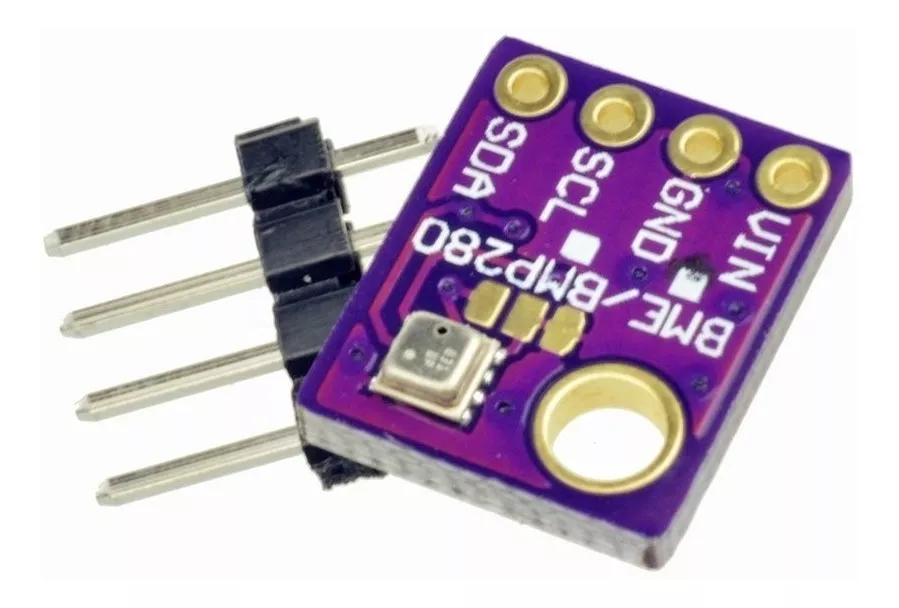 VIN
GND
SCL
SDA
BME/BMP280